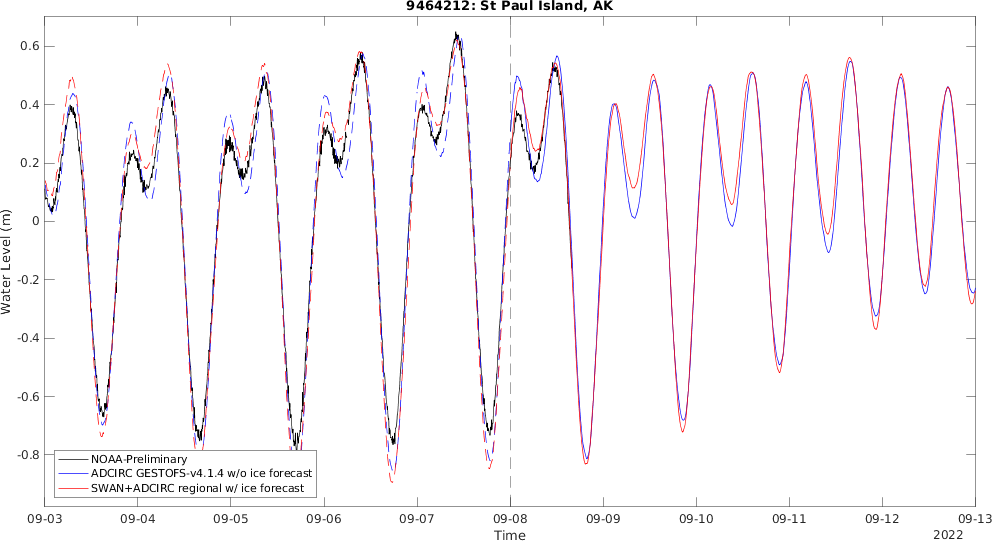 9464212: St Paul Island, AK
0.6
0.4
0.2
0
-0.2
-0.4
-0.6
-0.8
Water Level (m)
NOAA-Preliminary
ADCIRC GESTOFS-v4.1.4 w/o ice forecast
SWAN+ADCIRC regional w/ ice forecast
09-03 09-04 09-05 09-06 09-07 09-08 09-09 09-10 09-11 09-12 09-13
Time
2022